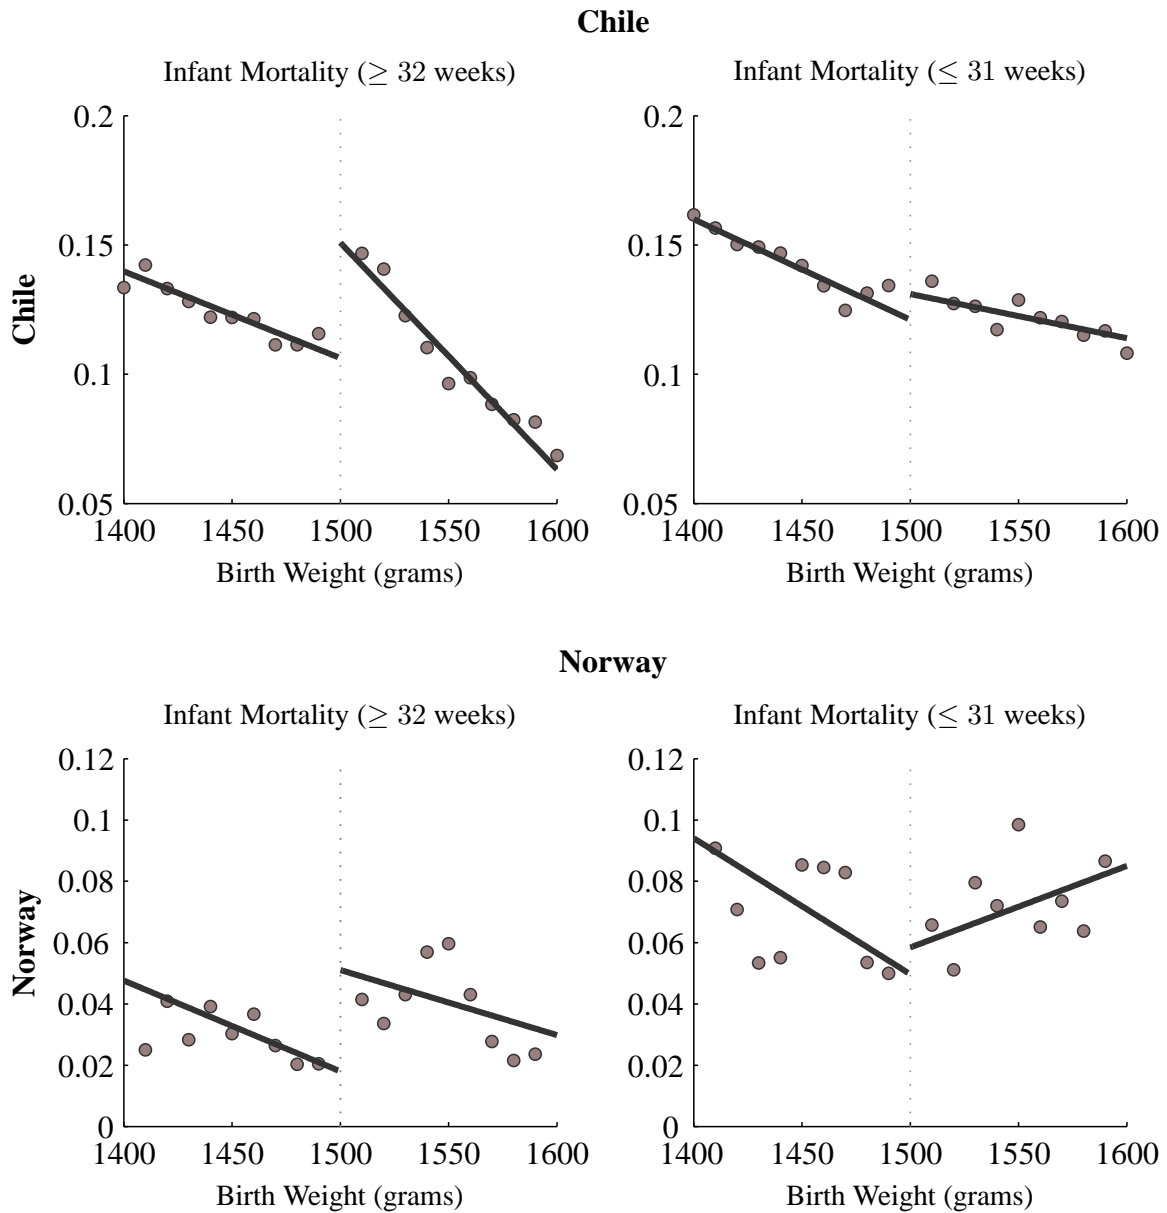 Chile
Infant Mortality (≥ 32 weeks)
Infant Mortality (≤ 31 weeks)
Chile
0.2
0.15
0.1
0.05
1400 1450 1500 1550 1600
Birth Weight (grams)
0.2
0.15
0.1
0.05
1400 1450 1500 1550 1600
Birth Weight (grams)
Norway
Infant Mortality (≥ 32 weeks)
Infant Mortality (≤ 31 weeks)
Norway
0.12
0.1
0.08
0.06
0.04
0.02
0
1400 1450 1500 1550 1600
Birth Weight (grams)
0.12
0.1
0.08
0.06
0.04
0.02
0
1400 1450 1500 1550 1600
Birth Weight (grams)